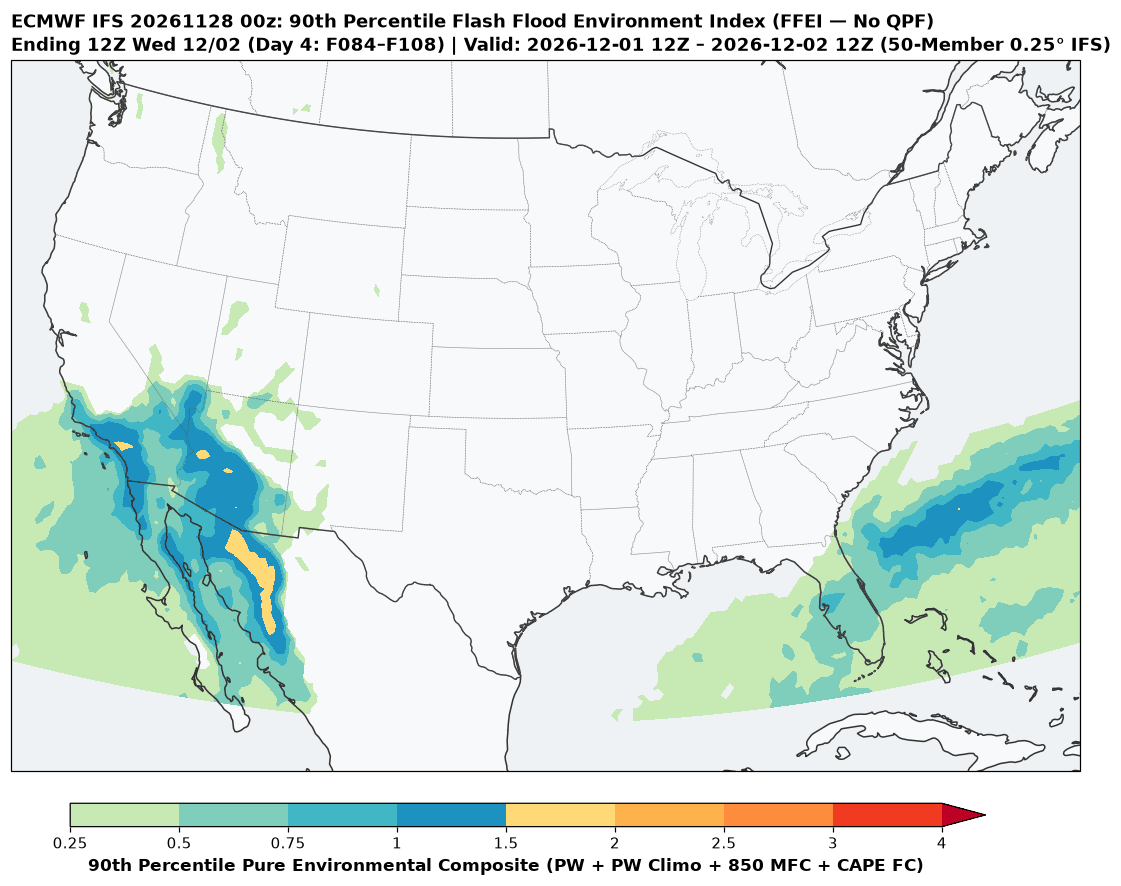 ECMWF IFS 20261128 00z: 90th Percentile Flash Flood Environment Index (FFEI — No QPF)
Ending 12Z Wed 12/02 (Day 4: F084–F108) | Valid: 2026-12-01 12Z – 2026-12-02 12Z (50-Member 0.25° IFS)
0.25 0.5 0.75 1 1.5 2 2.5 3 4
90th Percentile Pure Environmental Composite (PW + PW Climo + 850 MFC + CAPE FC)